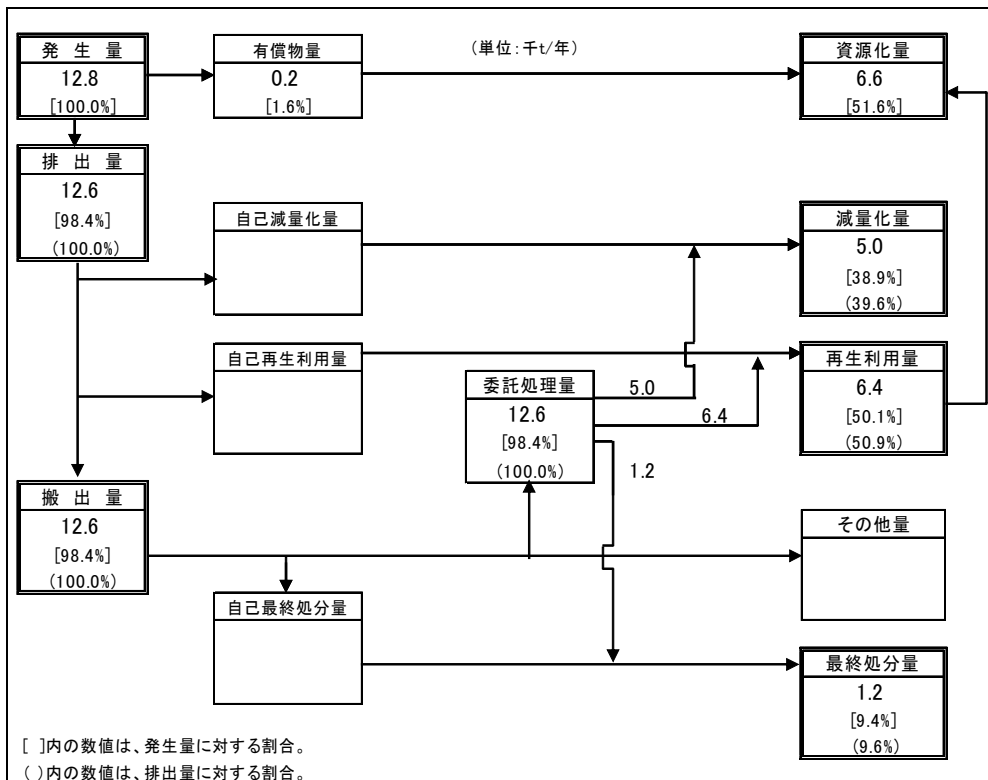 発 生 量
12.8
[100.0%]
有償物量
0.2
[1.6%]
(単位:千t/年)
資源化量
6.6
[51.6%]
排 出 量
12.6
[98.4%]
(100.0%)
自己減量化量
減量化量
5.0
[38.9%]
(39.6%)
自己再生利用量
再生利用量
6.4
[50.1%]
(50.9%)
委託処理量
12.6
[98.4%]
(100.0%)
5.0
6.4
1.2
搬 出 量
12.6
[98.4%]
(100.0%)
その他量
自己最終処分量
最終処分量
1.2
[9.4%]
(9.6%)
[ ]内の数値は、発生量に対する割合。
( )内の数値は、排出量に対する割合。